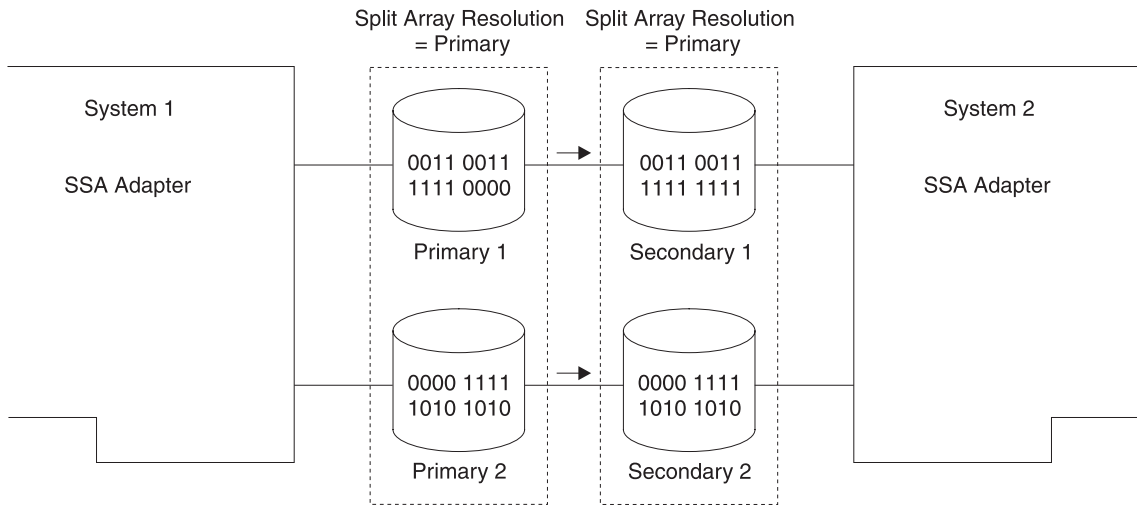 Split Array Resolution
= Primary
Split Array Resolution
= Primary
System 1
SSA Adapter
0011 0011
1111 0000
Primary 1
0011 0011
1111 1111
Secondary 1
System 2
SSA Adapter
0000 1111
1010 1010
Primary 2
0000 1111
1010 1010
Secondary 2